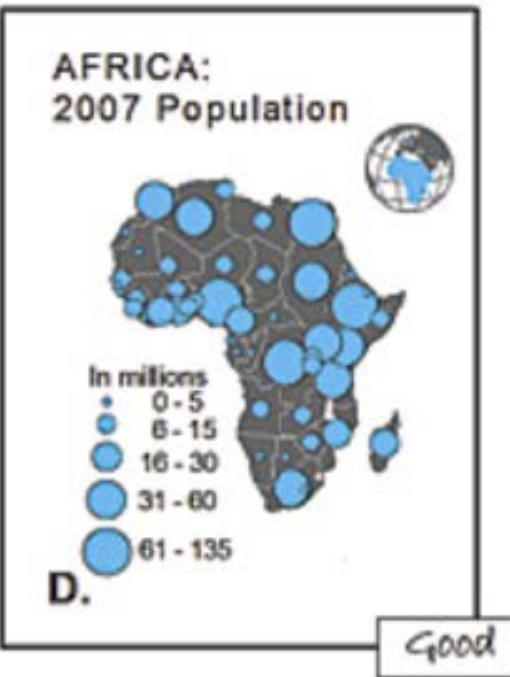 AFRICA:
2007 Population
In millions
0 - 5
6 - 15
16 - 30
31 - 60
61 - 135
D.
Good